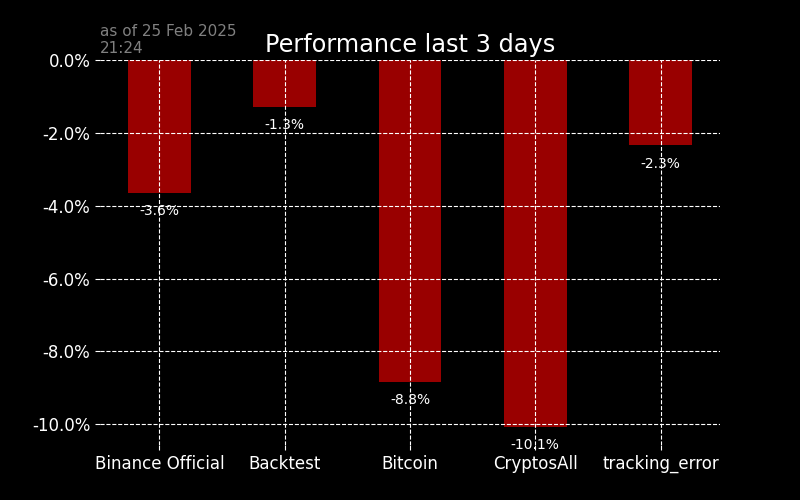 as of 25 Feb 2025
21:24
Performance last 3 days
0.0%
-2.0%
-4.0%
-6.0%
-8.0%
-10.0%
-3.6%
-1.3%
-8.8%
-10.1%
-2.3%
Binance Official
Backtest
Bitcoin
CryptosAll
tracking_error